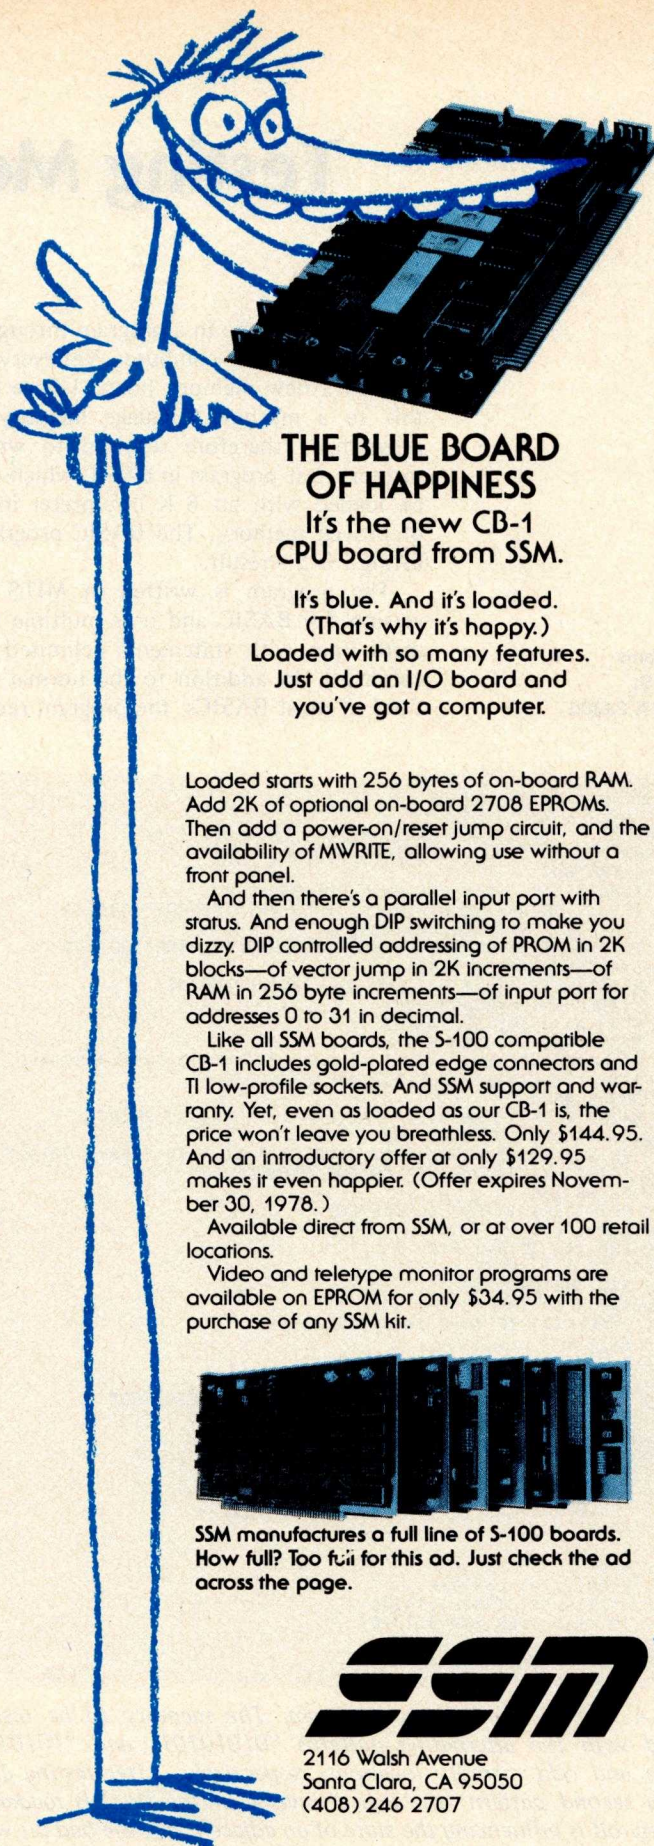 THE BLUE BOARD
OF HAPPINESS
It's the new CB-1
CPU board from SSM.
It's blue. And it's loaded.
(That's why it's happy.)
Loaded with so many features.
Just add an I/O board and
you've got a computer.
Loaded starts with 256 bytes of on-board RAM.
Add 2K of optional on-board 2708 EPROMs.
Then add a power-on/reset jump circuit, and the
availability of MWRITE, allowing use without a
front panel.
And then there's a parallel input port with
status. And enough DIP switching to make you
dizzy. DIP controlled addressing of PROM in 2K
blocks—of vector jump in 2K increments—of
RAM in 256 byte increments—of input port for
addresses 0 to 31 in decimal.
Like all SSM boards, the S-100 compatible
CB-1 includes gold-plated edge connectors and
TI low-profile sockets. And SSM support and war-
ranty. Yet, even as loaded as our CB-1 is, the
price won't leave you breathless. Only $144.95.
And an introductory offer at only $129.95
makes it even happier. (Offer expires Novem-
ber 30, 1978.)
Available direct from SSM, or at over 100 retail
locations.
Video and teletype monitor programs are
available on EPROM for only $34.95 with the
purchase of any SSM kit.
SSM manufactures a full line of S-100 boards.
How full? Too full for this ad. Just check the ad
across the page.
SSM
2116 Walsh Avenue
Santa Clara, CA 95050
(408) 246 2707